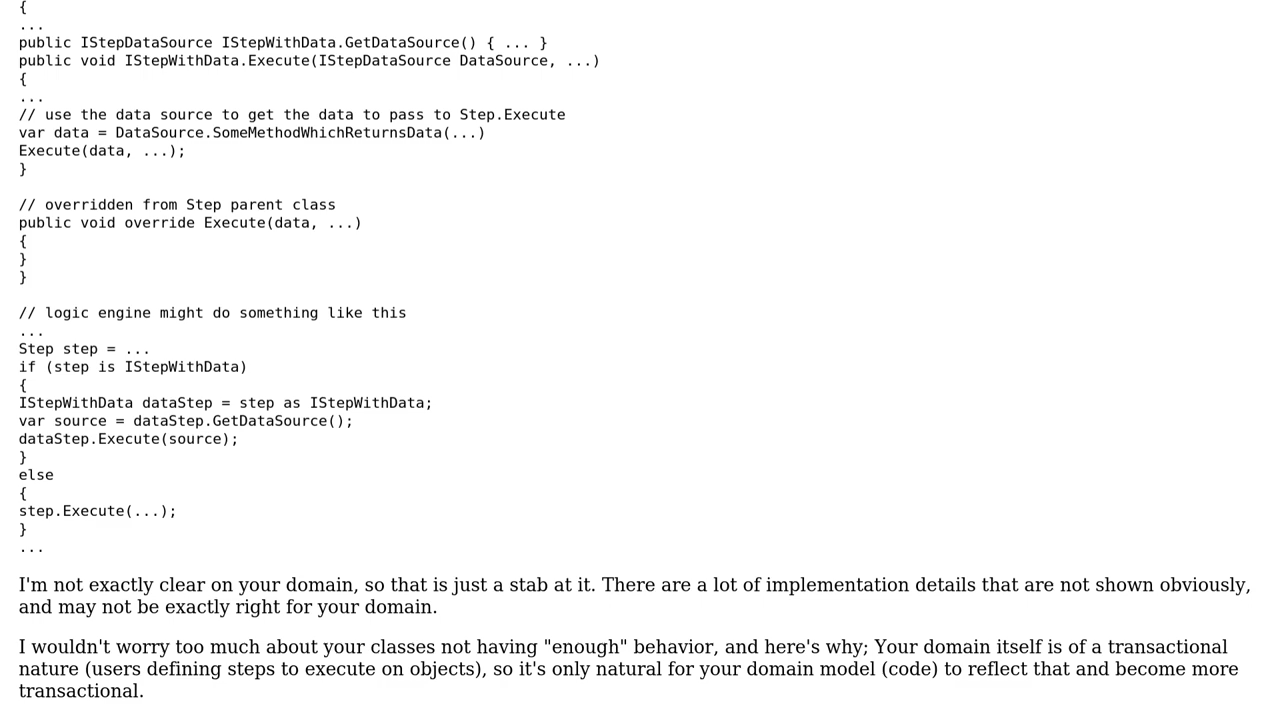 {
...
public IStepDataSource IStepWithData.GetDataSource() { ... }
public void IStepWithData.Execute(IStepDataSource DataSource, ...)
{
...
// use the data source to get the data to pass to Step.Execute
var data = DataSource.SomeMethodWhichReturnsData(...)
Execute(data, ...);
}

// overridden from Step parent class
public void override Execute(data, ...)
{
}
}

// logic engine might do something like this
...
Step step = ...
if (step is IStepWithData)
{
IStepWithData dataStep = step as IStepWithData;
var source = dataStep.GetDataSource();
dataStep.Execute(source);
}
else
{
step.Execute(...);
}
...

I'm not exactly clear on your domain, so that is just a stab at it. There are a lot of implementation details that are not shown obviously,
and may not be exactly right for your domain.

I wouldn't worry too much about your classes not having "enough" behavior, and here's why; Your domain itself is of a transactional
nature (users defining steps to execute on objects), so it's only natural for your domain model (code) to reflect that and become more
transactional.